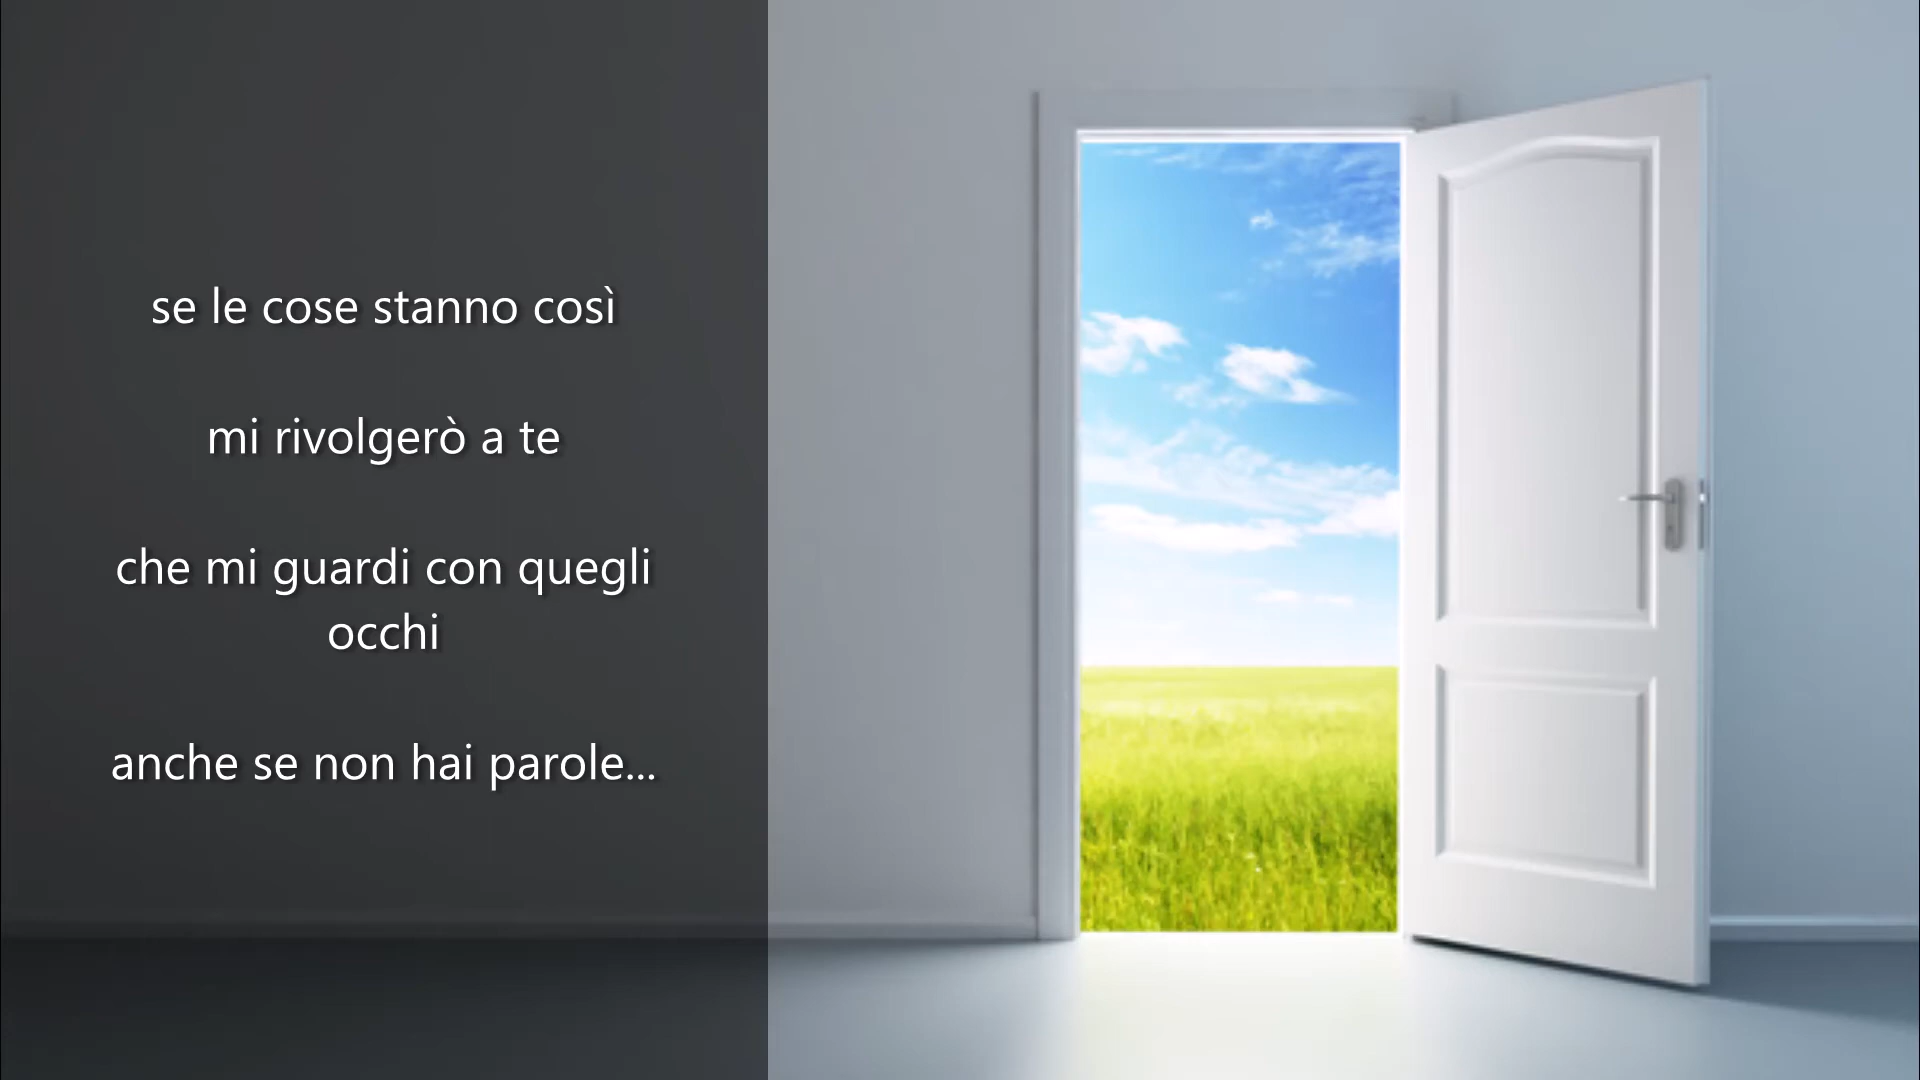 se le cose stanno così
mi rivolgerò a te
che mi guardi con quegli
occhi
anche se non hai parole...